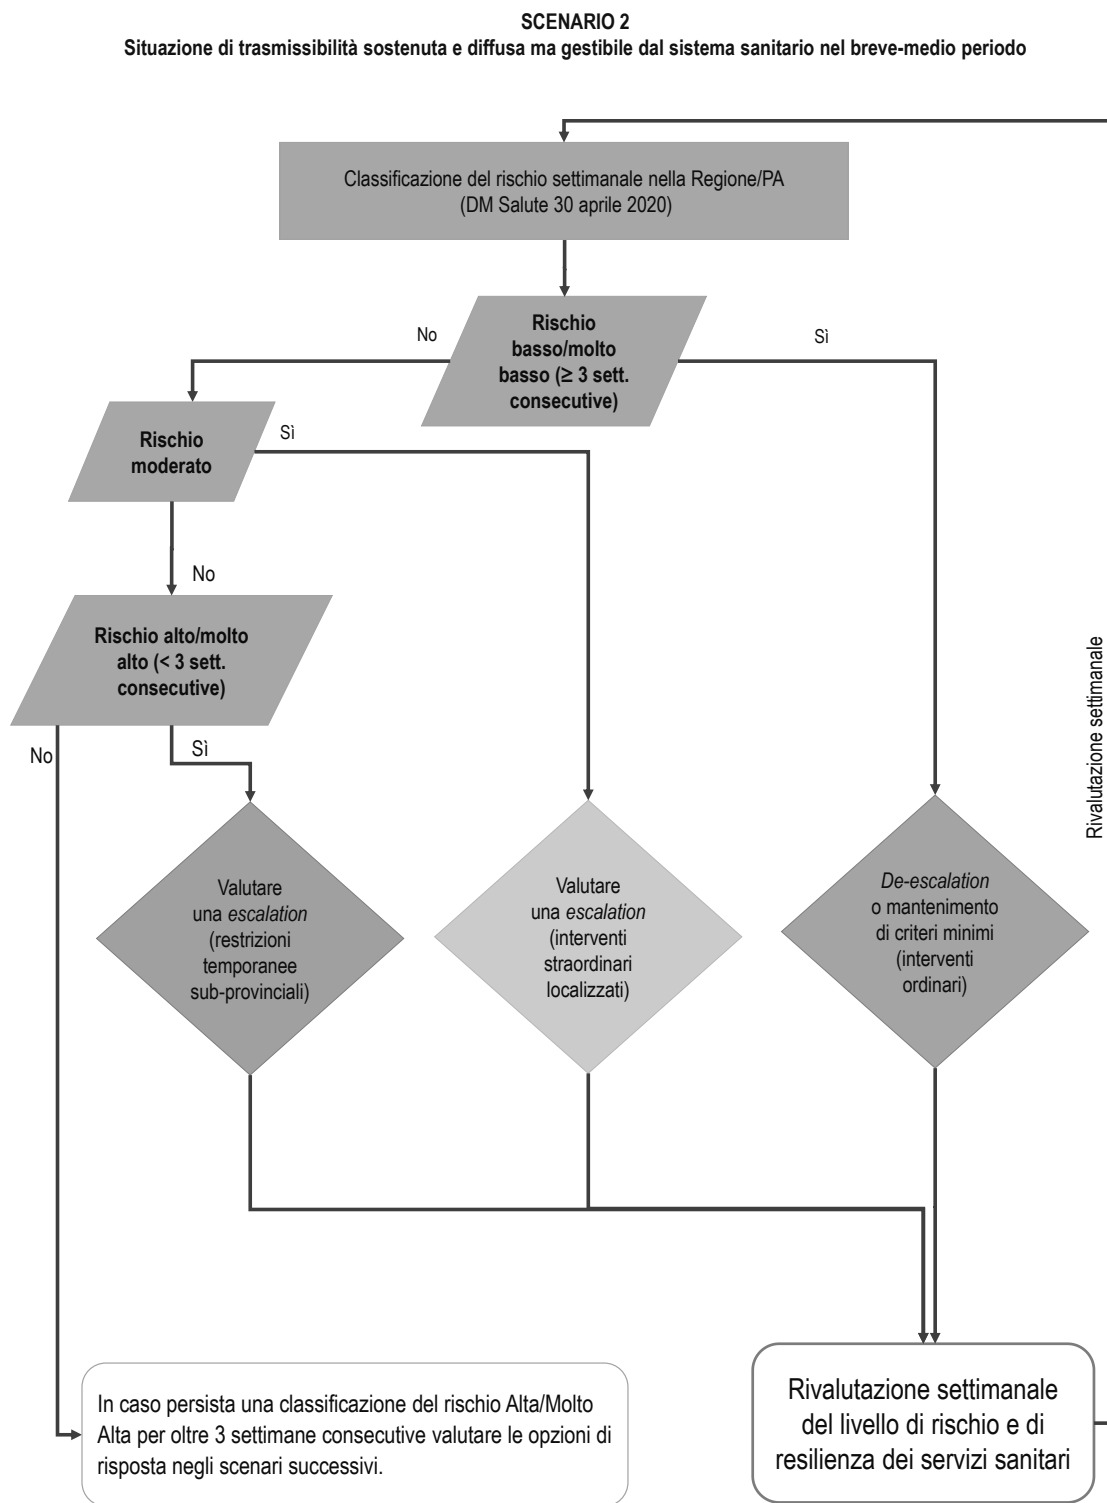 SCENARIO 2
Situazione di trasmissibilità sostenuta e diffusa ma gestibile dal sistema sanitario nel breve-medio periodo
Classificazione del rischio settimanale nella Regione/PA
(DM Salute 30 aprile 2020)
Rischio
basso/molto
basso (≥ 3 sett.
consecutive)
No
Sì
Rischio
moderato
Sì
No
Rischio alto/molto
alto (< 3 sett.
consecutive)
No
Sì
Valutare
una escalation
(restrizioni
temporanee
sub-provinciali)
Valutare
una escalation
(interventi
straordinari
localizzati)
De-escalation
o mantenimento
di criteri minimi
(interventi
ordinari)
Rivalutazione settimanale
In caso persista una classificazione del rischio Alta/Molto
Alta per oltre 3 settimane consecutive valutare le opzioni di
risposta negli scenari successivi.
Rivalutazione settimanale
del livello di rischio e di
resilienza dei servizi sanitari